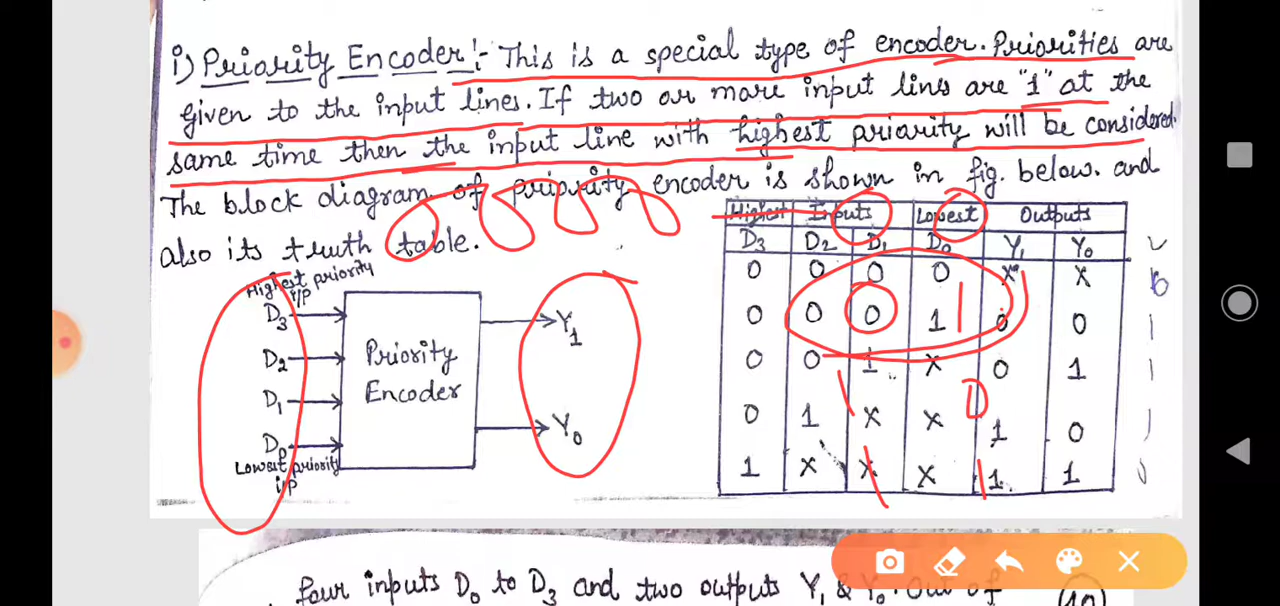 i) Priority Encoder:- This is a special type of encoder. Priorities are
given to the input lines. If two or more input lines are "1" at the
same time then the input line with highest priority will be considered.
The block diagram of priority encoder is shown in fig. below. and
also its truth table.
Highest priority
i/p
D3
D2
D1
D0
Lowest priority
i/p
Priority
Encoder
Y1
Y0
Highest Inputs Lowest Outputs
D3 D2 D1 D0 Y1 Y0 V
0 0 0 0 X X
0 0 0 1 0 0 1
0 0 1 X 0 1 1
0 1 X X 1 0 1
1 X X X 1 1
four inputs D0 to D3 and two outputs Y1 & Y0. Out of